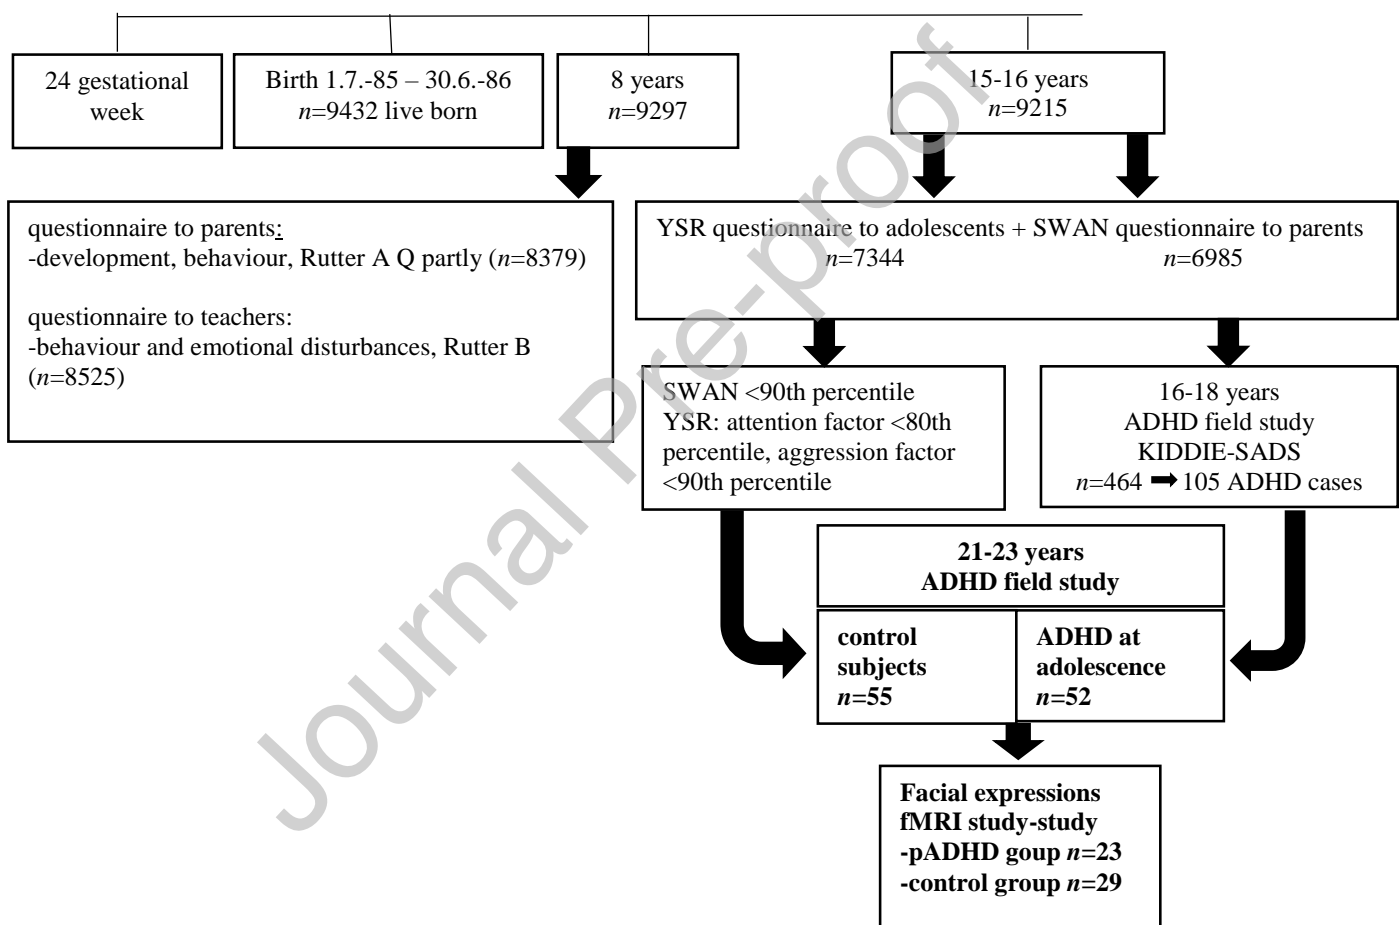 24 gestational
week
Birth 1.7.-85 – 30.6.-86
n=9432 live born
8 years
n=9297
15-16 years
n=9215
questionnaire to parents:
-development, behaviour, Rutter A Q partly (n=8379)
questionnaire to teachers:
-behaviour and emotional disturbances, Rutter B
(n=8525)
YSR questionnaire to adolescents + SWAN questionnaire to parents
n=7344 n=6985
SWAN <90th percentile
YSR: attention factor <80th
percentile, aggression factor
<90th percentile
16-18 years
ADHD field study
KIDDIE-SADS
n=464 ➡ 105 ADHD cases
21-23 years
ADHD field study
control
subjects
n=55
ADHD at
adolescence
n=52
Facial expressions
fMRI study-study
-pADHD goup n=23
-control group n=29
Journal Pre-proof